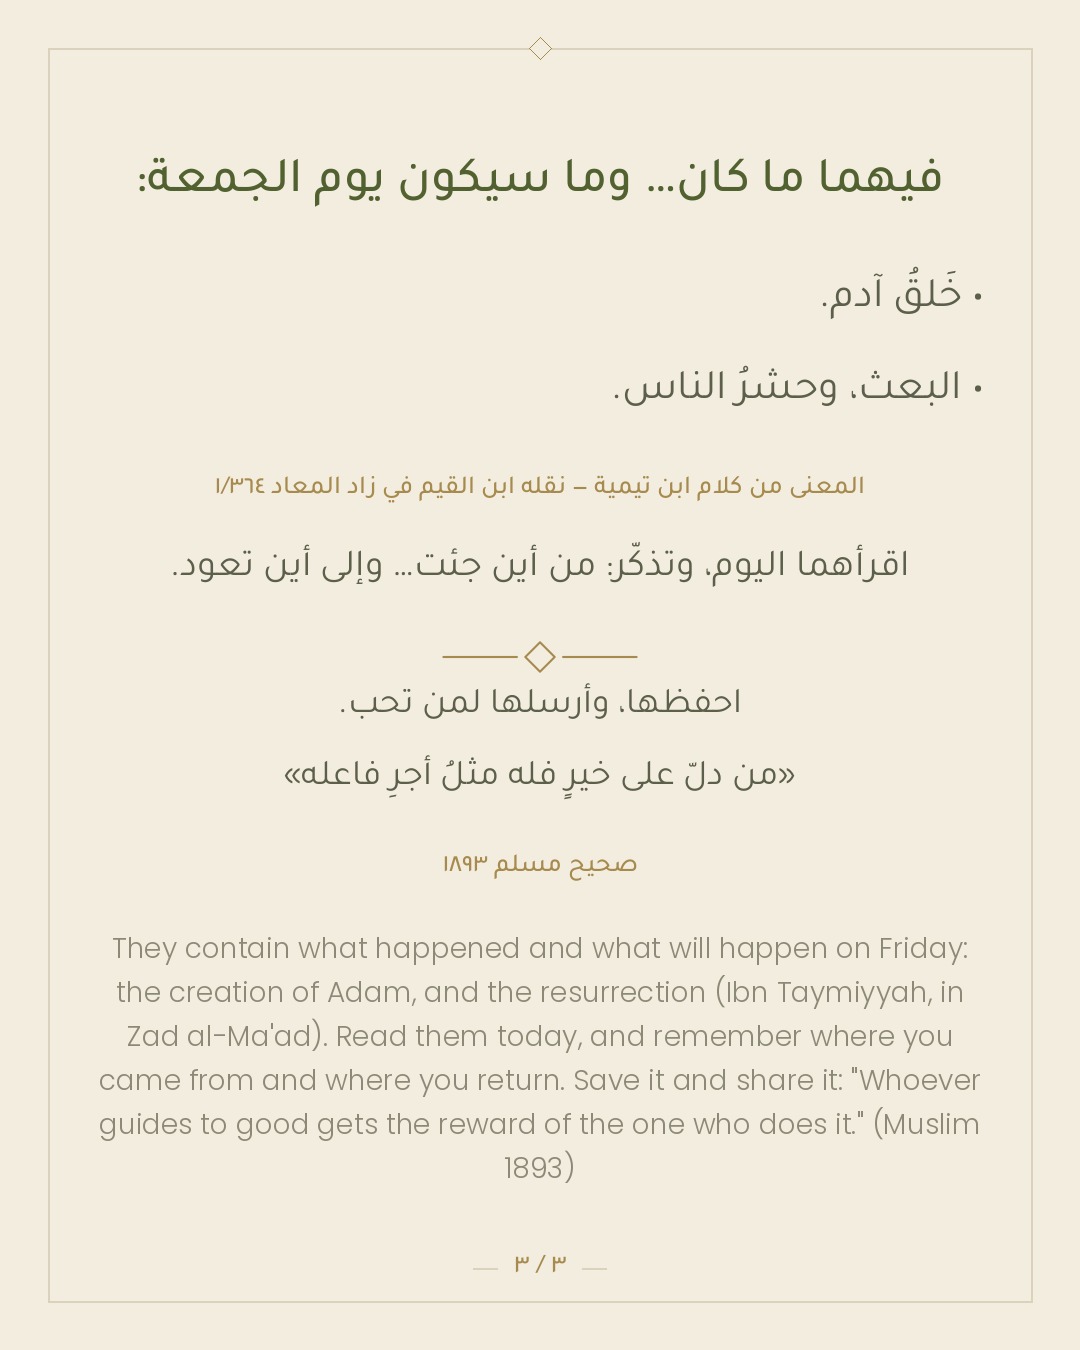 فيهما ما كان... وما سيكون يوم الجمعة:
• خَلقُ آدم.
• البعث، وحشرُ الناس.
المعنى من كلام ابن تيمية – نقله ابن القيم في زاد المعاد ١/٣٦٤
اقرأهما اليوم، وتذكّر: من أين جئت... وإلى أين تعود.
احفظها، وأرسلها لمن تحب.
«من دلّ على خيرٍ فله مثلُ أجرِ فاعله»
صحيح مسلم ١٨٩٣
They contain what happened and what will happen on Friday:
the creation of Adam, and the resurrection (Ibn Taymiyyah, in
Zad al-Ma'ad). Read them today, and remember where you
came from and where you return. Save it and share it: "Whoever
guides to good gets the reward of the one who does it." (Muslim
1893)
٣ / ٣